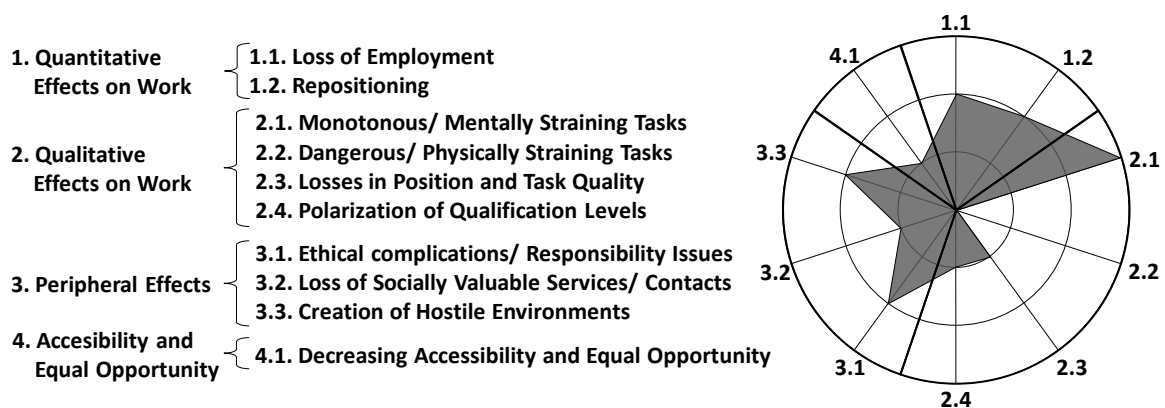 1. Quantitative
Effects on Work
1.1. Loss of Employment
1.2. Repositioning
2. Qualitative
Effects on Work
2.1. Monotonous/ Mentally Straining Tasks
2.2. Dangerous/ Physically Straining Tasks
2.3. Losses in Position and Task Quality
2.4. Polarization of Qualification Levels
3. Peripheral Effects
3.1. Ethical complications/ Responsibility Issues
3.2. Loss of Socially Valuable Services/ Contacts
3.3. Creation of Hostile Environments
4. Accesibility and
Equal Opportunity
4.1. Decreasing Accessibility and Equal Opportunity
1.1
1.2
2.1
2.2
2.3
2.4
3.1
3.2
3.3
4.1